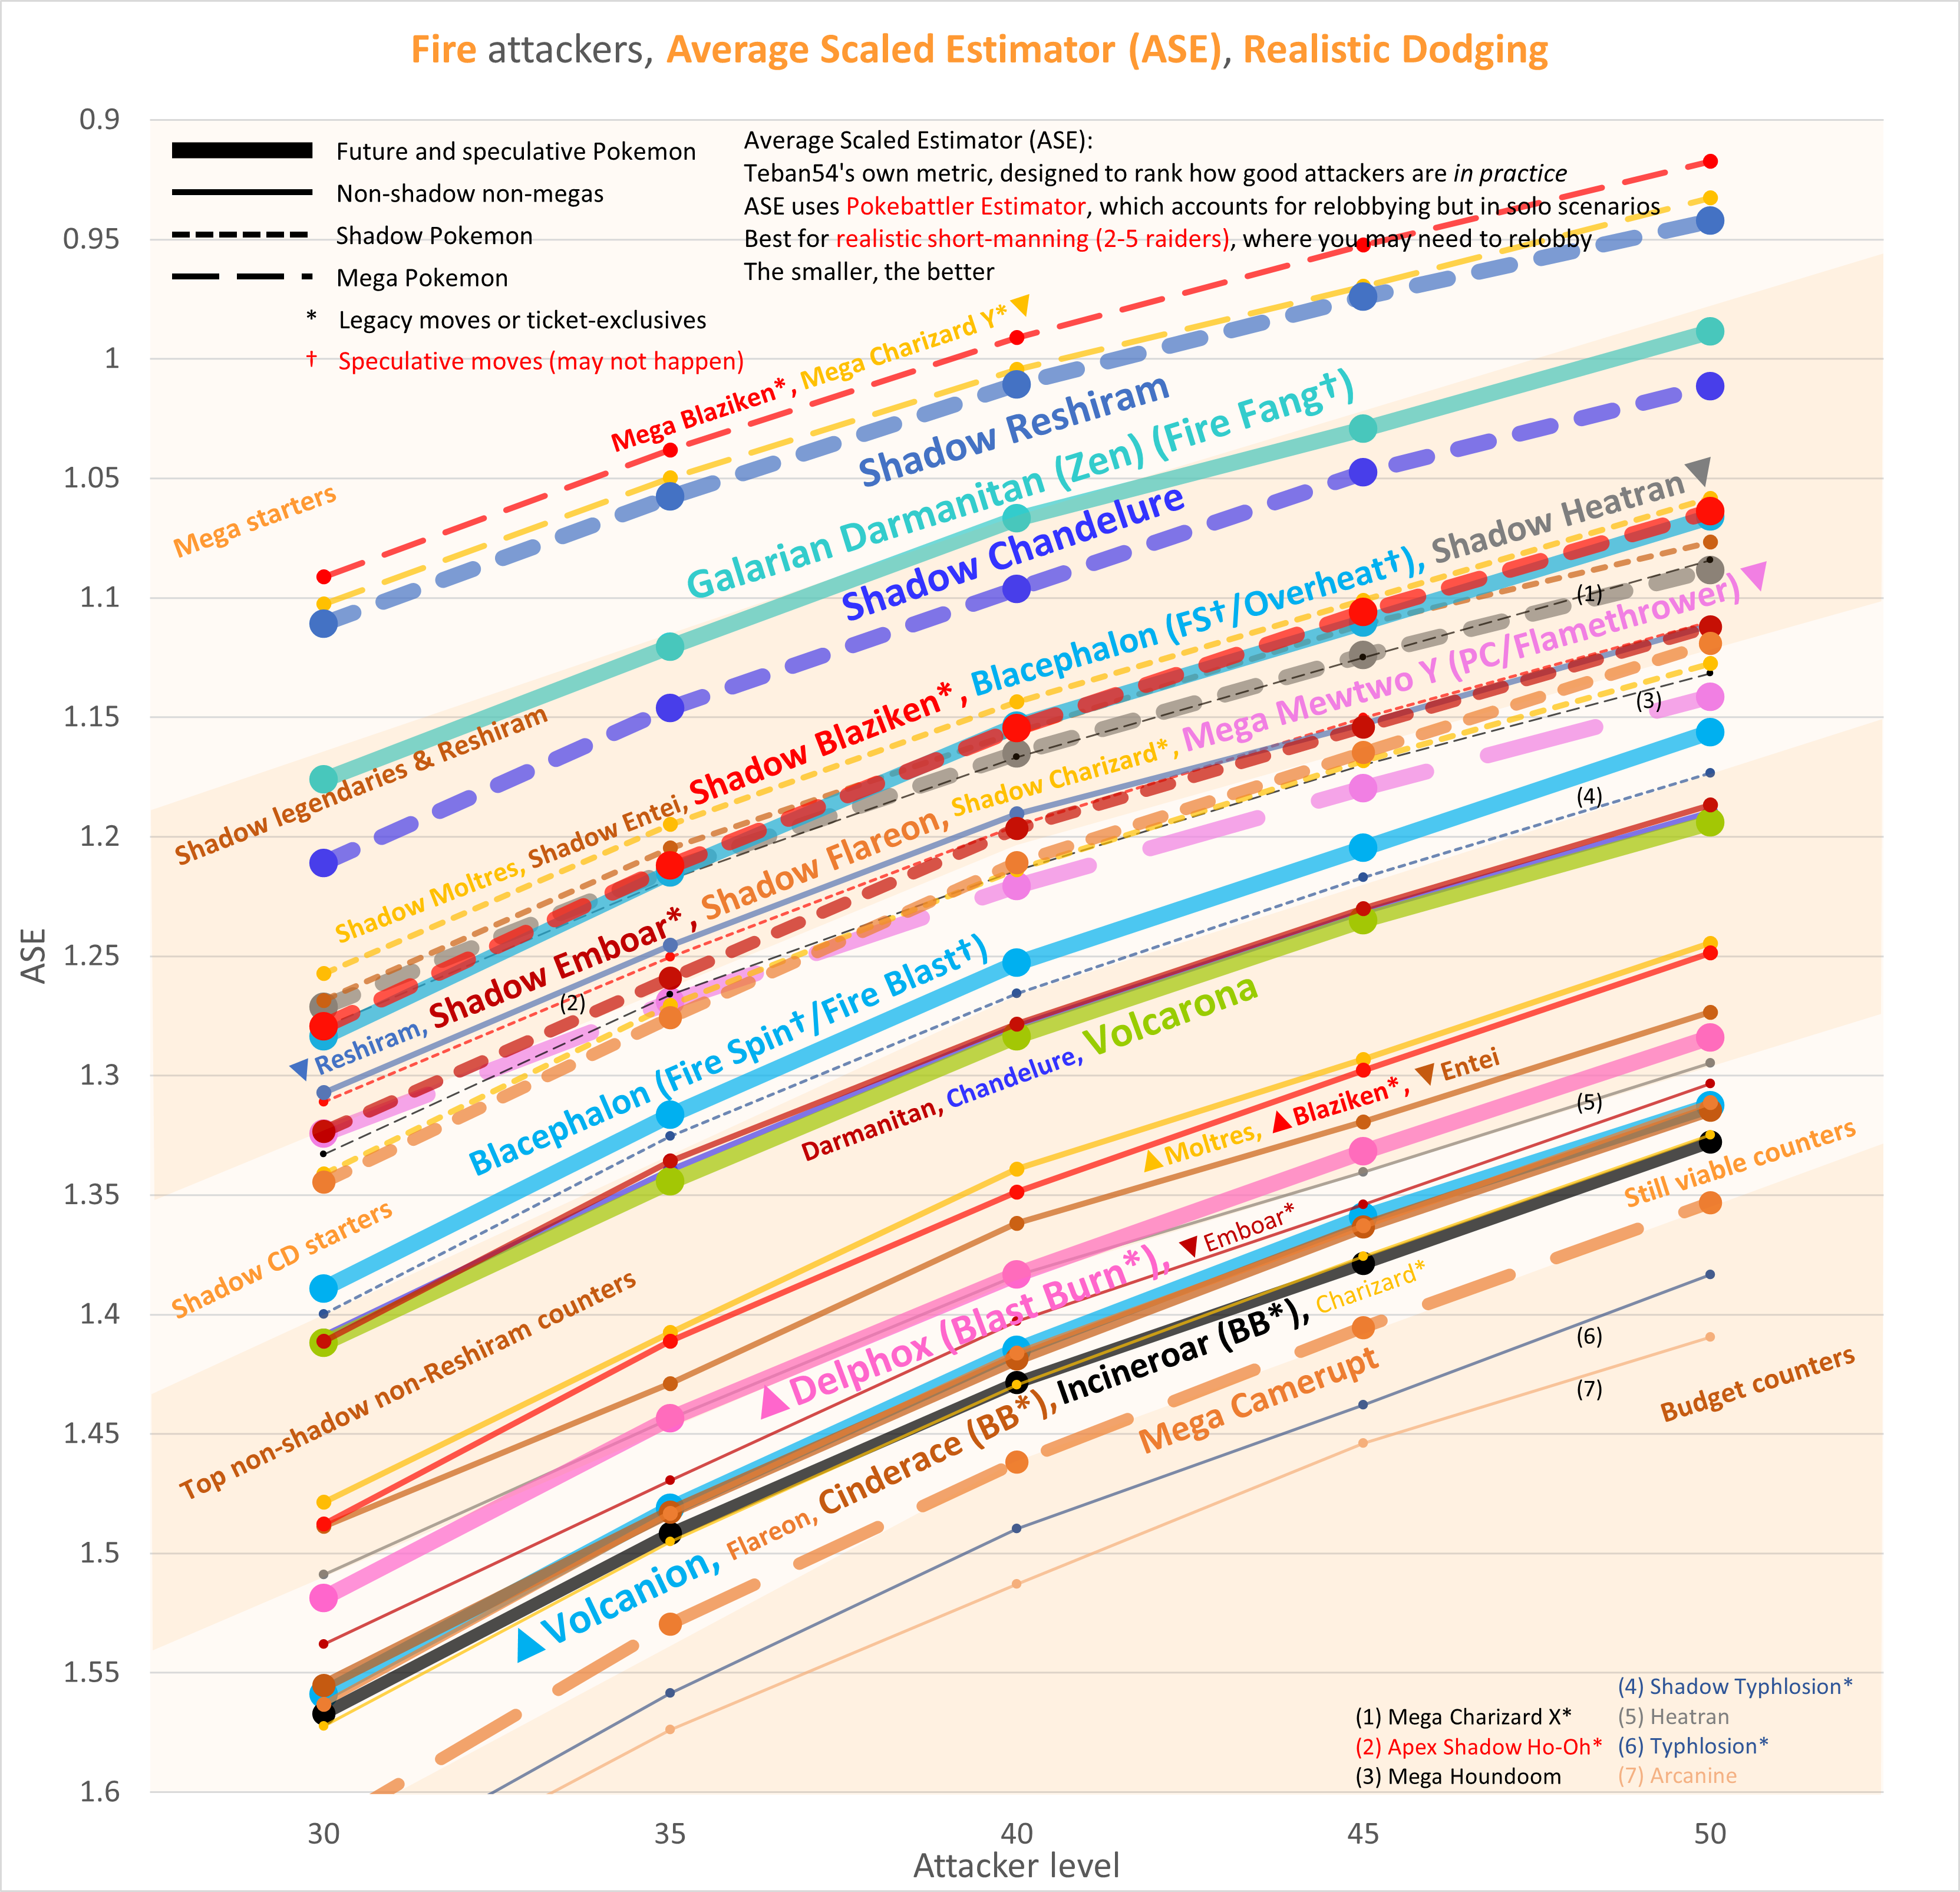 Fire attackers, Average Scaled Estimator (ASE), Realistic Dodging
0.9
0.95
1
1.05
1.1
1.15
1.2
1.25
1.3
1.35
1.4
1.45
1.5
1.55
1.6
ASE
Future and speculative Pokemon
Non-shadow non-megas
Shadow Pokemon
Mega Pokemon
* Legacy moves or ticket-exclusives
† Speculative moves (may not happen)
Average Scaled Estimator (ASE):
Teban54's own metric, designed to rank how good attackers are in practice
ASE uses Pokebattler Estimator, which accounts for relobbying but in solo scenarios
Best for realistic short-manning (2-5 raiders), where you may need to relobby
The smaller, the better
Mega Blaziken*, Mega Charizard Y*▼
Shadow Reshiram
Mega starters
Galarian Darmanitan (Zen) (Fire Fang†)
Shadow Chandelure
Shadow legendaries & Reshiram
Shadow Moltres, Shadow Entei, Shadow Blaziken*, Blacephalon (FS†/Overheat†), Shadow Heatran▼
(1)
▼Reshiram, Shadow Emboar*, Shadow Flareon, Shadow Charizard*, Mega Mewtwo Y (PC/Flamethrower)▼
(2)
(3)
Blacephalon (Fire Spin†/Fire Blast†)
(4)
Shadow CD starters
Darmanitan, Chandelure, Volcarona
▲Moltres, ▲Blaziken*, ▼Entei
(5)
Top non-shadow non-Reshiram counters
▲Delphox (Blast Burn*), ▼Emboar*
Still viable counters
▲Volcanion, Flareon, Cinderace (BB*), Incineroar (BB*), Charizard*
Mega Camerupt
(6)
(7)
Budget counters
(1) Mega Charizard X*
(2) Apex Shadow Ho-Oh*
(3) Mega Houndoom
(4) Shadow Typhlosion*
(5) Heatran
(6) Typhlosion*
(7) Arcanine
30
35
40
45
50
Attacker level